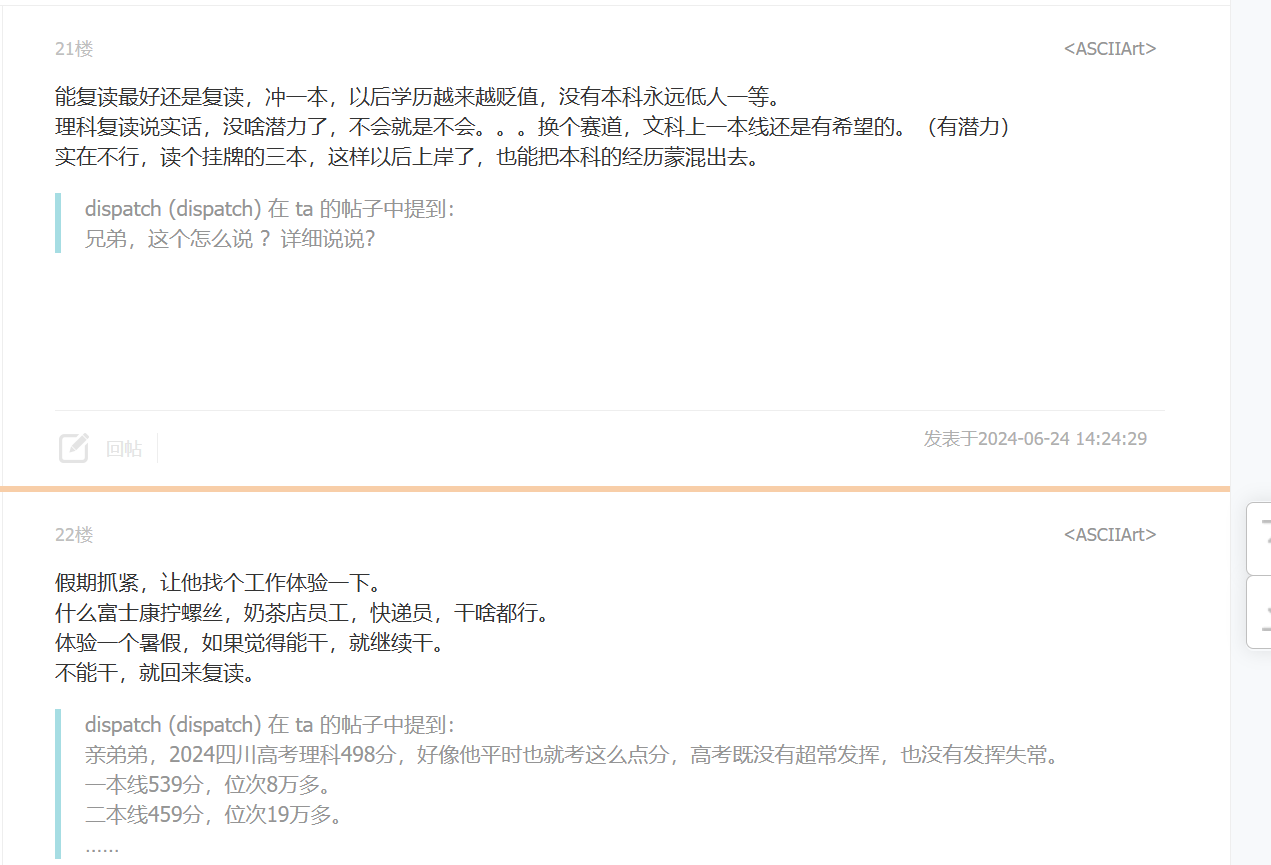 21楼
<ASCIIArt>
能复读最好还是复读，冲一本，以后学历越来越贬值，没有本科永远低人一等。
理科复读说实话，没啥潜力了，不会就是不会。。。换个赛道，文科上一本线还是有希望的。（有潜力）
实在不行，读个挂牌的三本，这样以后上岸了，也能把本科的经历蒙混出去。
dispatch (dispatch) 在 ta 的帖子中提到：
兄弟，这个怎么说 ？详细说说？
回帖
发表于2024-06-24 14:24:29
22楼
<ASCIIArt>
假期抓紧，让他找个工作体验一下。
什么富士康拧螺丝，奶茶店员工，快递员，干啥都行。
体验一个暑假，如果觉得能干，就继续干。
不能干，就回来复读。
dispatch (dispatch) 在 ta 的帖子中提到：
亲弟弟，2024四川高考理科498分，好像他平时也就考这么点分，高考既没有超常发挥，也没有发挥失常。
一本线539分，位次8万多。
二本线459分，位次19万多。
......